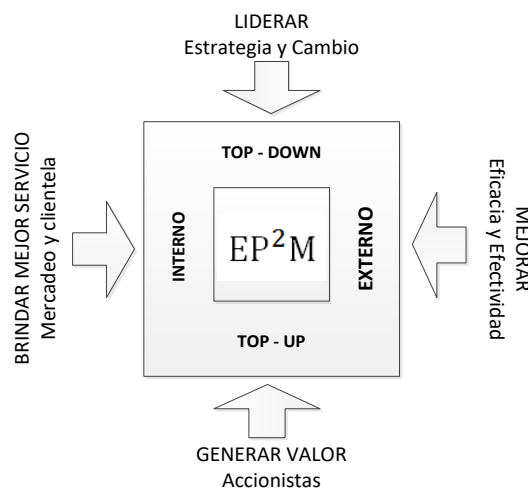 LIDERAR
Estrategia y Cambio
TOP - DOWN
BRINDAR MEJOR SERVICIO
Mercadeo y clientela
INTERNO
EP²M
EXTERNO
MEJORAR
Eficacia y Efectividad
TOP - UP
GENERAR VALOR
Accionistas